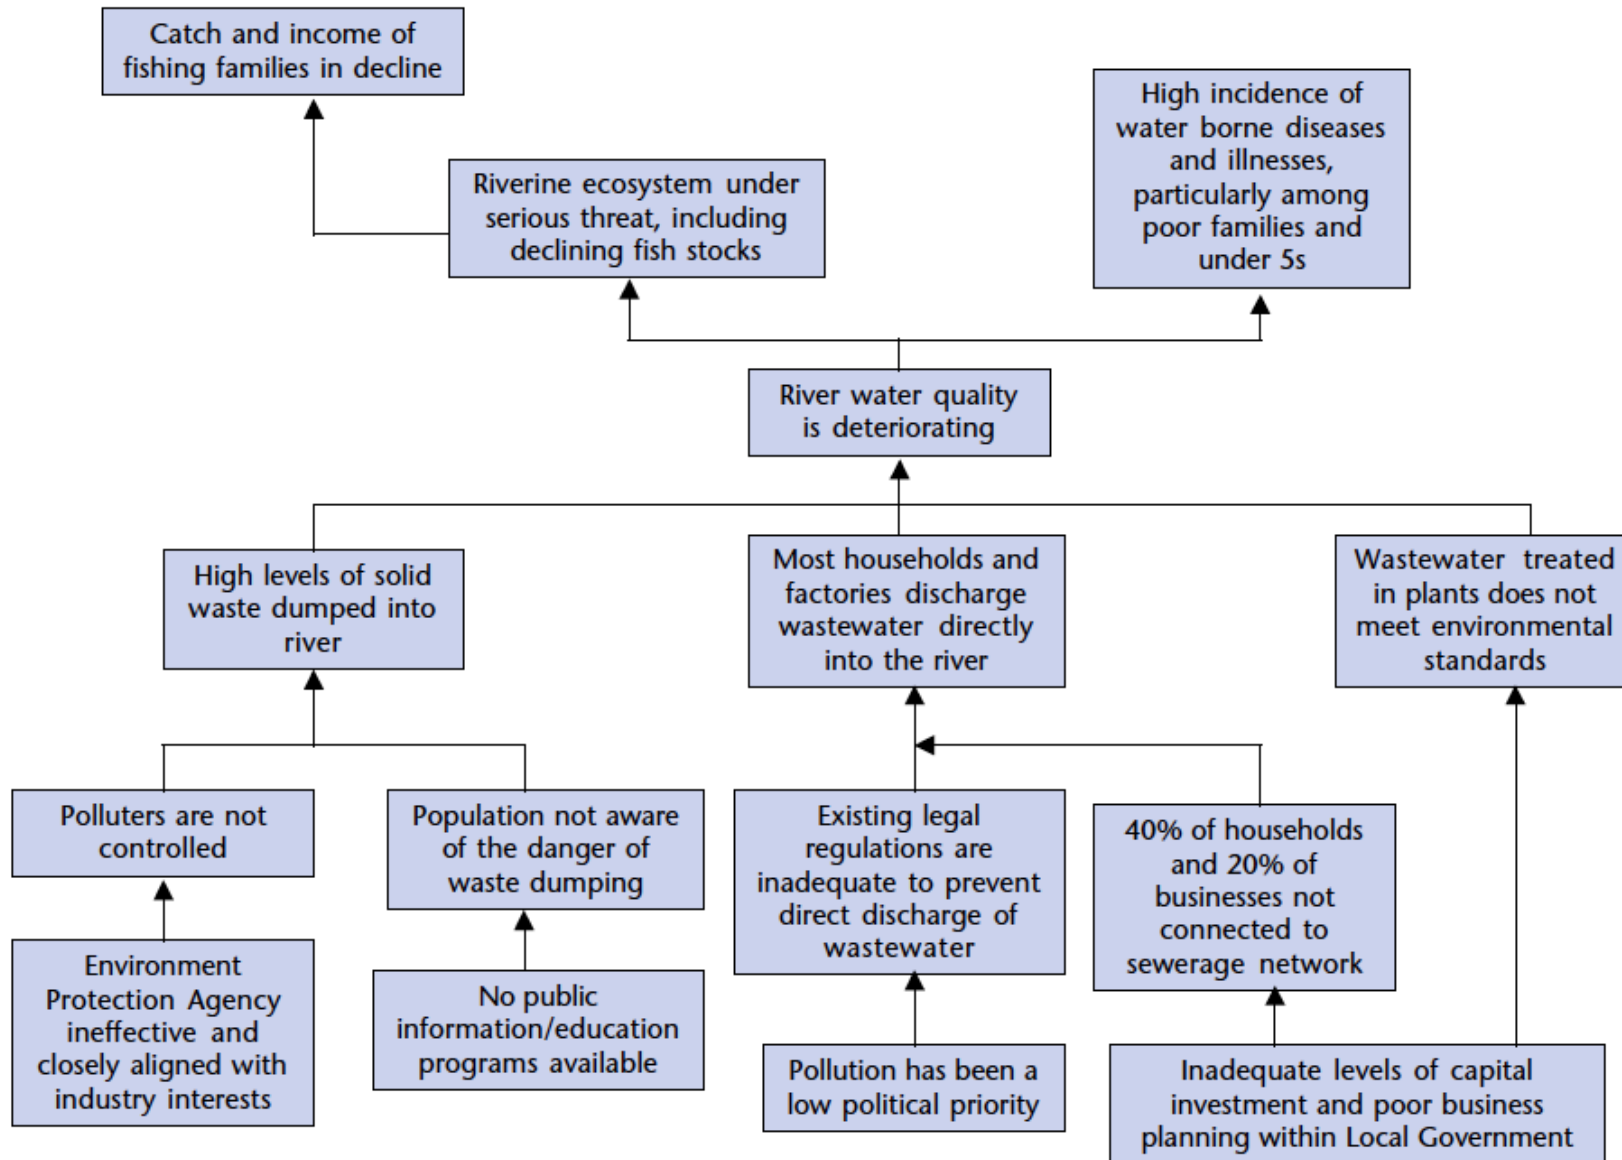 Catch and income of
fishing families in decline
High incidence of
water borne diseases
and illnesses,
particularly among
poor families and
under 5s
Riverine ecosystem under
serious threat, including
declining fish stocks
River water quality
is deteriorating
High levels of solid
waste dumped into
river
Most households and
factories discharge
wastewater directly
into the river
Wastewater treated
in plants does not
meet environmental
standards
Polluters are not
controlled
Population not aware
of the danger of
waste dumping
Existing legal
regulations are
inadequate to prevent
direct discharge of
wastewater
40% of households
and 20% of
businesses not
connected to
sewerage network
Environment
Protection Agency
ineffective and
closely aligned with
industry interests
No public
information/education
programs available
Pollution has been a
low political priority
Inadequate levels of capital
investment and poor business
planning within Local Government